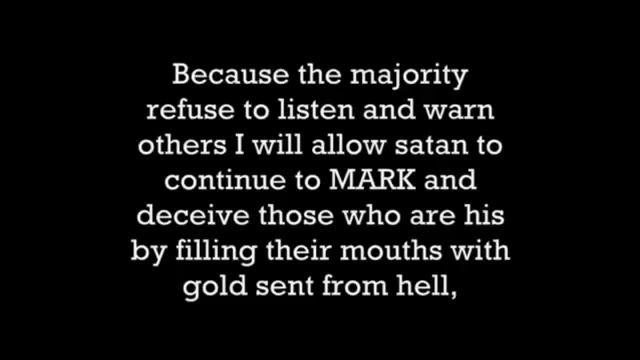 Because the majority
refuse to listen and warn
others I will allow satan to
continue to MARK and
deceive those who are his
by filling their mouths with
gold sent from hell,